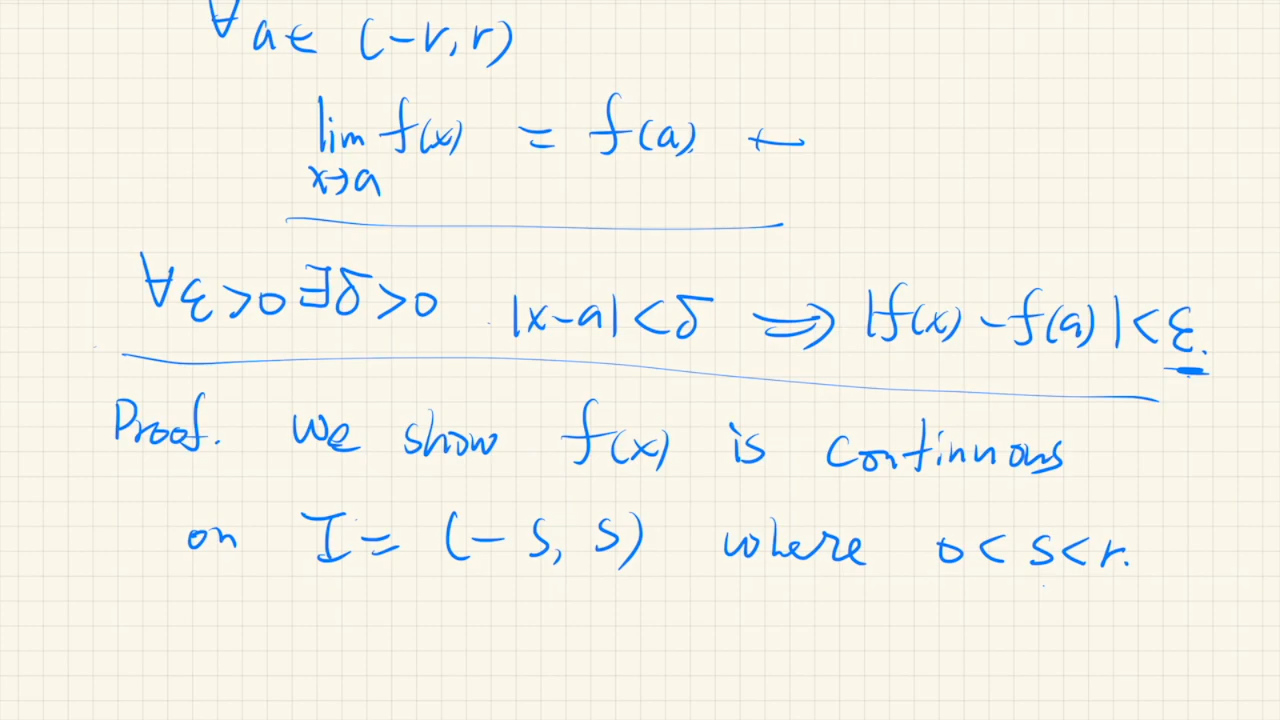 ∀ a ∈ (-r, r)
lim f(x) = f(a) ←
x→a
∀ε>0 ∃δ>0 |x-a|<δ ⟹ |f(x)-f(a)|<ε.
Proof. We show f(x) is continuous
on I = (-s, s) where 0<s<r.